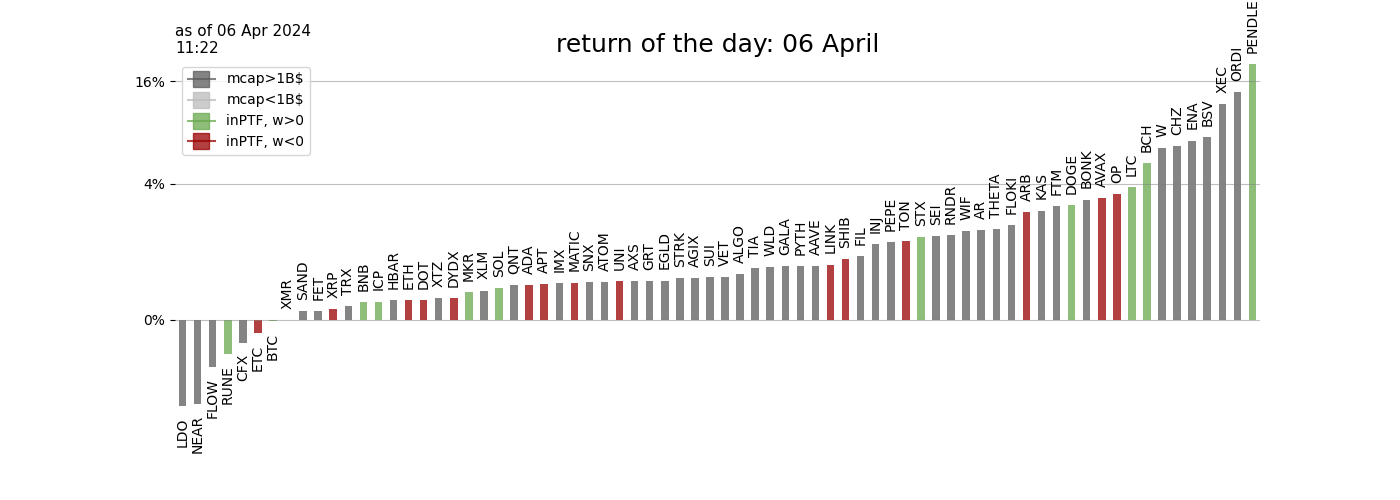 as of 06 Apr 2024
11:22
return of the day: 06 April
mcap>1B$
mcap<1B$
inPTF, w>0
inPTF, w<0
16%
4%
0%
LDO
NEAR
FLOW
RUNE
CFX
ETC
BTC
XMR
SAND
FET
XRP
TRX
BNB
ICP
HBAR
ETH
DOT
XTZ
DYDX
MKR
XLM
SOL
QNT
ADA
APT
IMX
MATIC
SNX
ATOM
UNI
AXS
GRT
EGLD
STRK
AGIX
SUI
VET
ALGO
TIA
WLD
GALA
PYTH
AAVE
LINK
SHIB
FIL
INJ
PEPE
TON
STX
SEI
RNDR
WIF
AR
THETA
FLOKI
ARB
KAS
FTM
DOGE
BONK
AVAX
OP
LTC
BCH
W
CHZ
ENA
BSV
XEC
ORDI
PENDLE